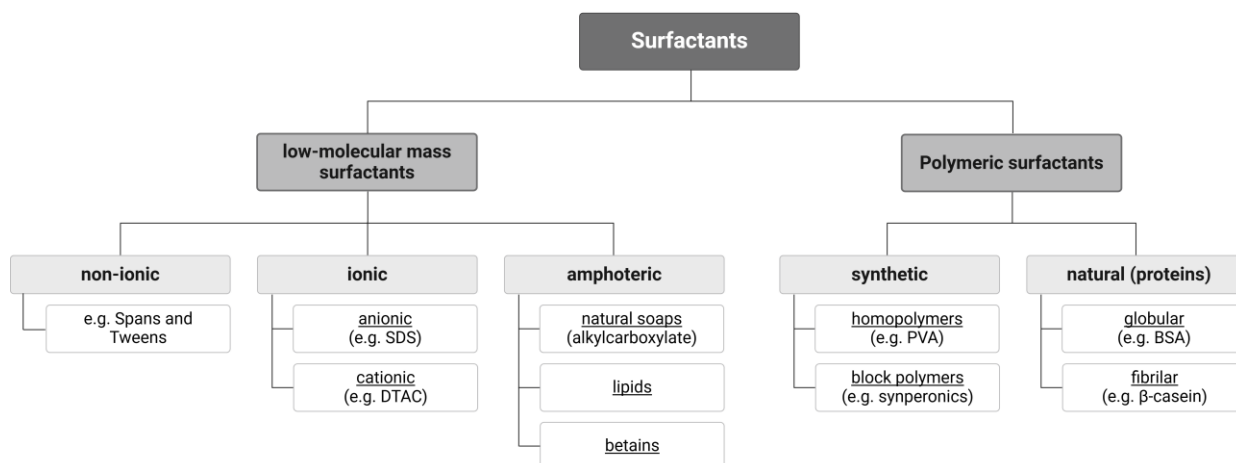 Surfactants
low-molecular mass
surfactants
Polymeric surfactants
non-ionic
ionic
amphoteric
synthetic
natural (proteins)
e.g. Spans and
Tweens
anionic
(e.g. SDS)
cationic
(e.g. DTAC)
natural soaps
(alkylcarboxylate)
lipids
betains
homopolymers
(e.g. PVA)
block polymers
(e.g. synperonics)
globular
(e.g. BSA)
fibrilar
(e.g. β-casein)